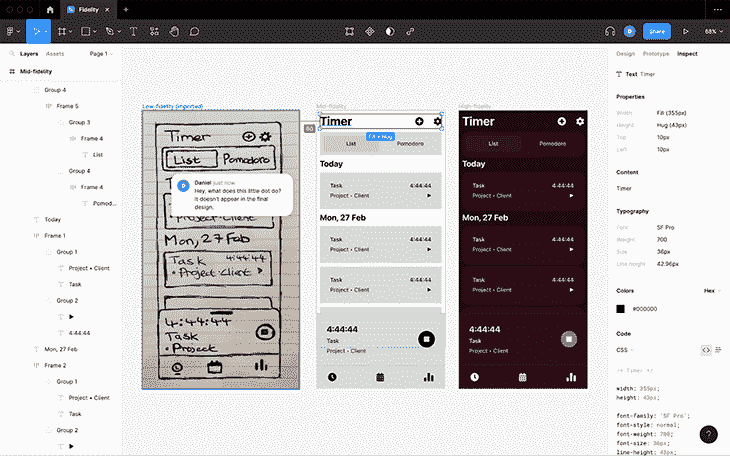 Fidelity
Share
68%
Layers
Assets
Page 1
Mid-fidelity
Group 4
Frame 5
Group 3
Frame 4
List
Group 4
Frame 4
Pomod...
Today
Frame 1
Group 1
Project • Client
Task
Group 2
▶
4:44:44
Mon, 27 Feb
Frame 2
Group 1
Project • Client
Task
Group 2
▶
Low-fidelity (imported)
Timer
List Pomodoro
Daniel just now
Hey, what does this little dot do?
It doesn't appear in the final
design.
• Project • Client
Mon, 27 Feb
Task 4:44:44
• Project • Client
4:44:44
Task
• Project
60
Mid-fidelity
Timer
Fill × Hug
List Pomodoro
Today
Task 4:44:44
Project • Client
Mon, 27 Feb
Task 4:44:44
Project • Client
Task 4:44:44
Project • Client
4:44:44
Task
Project • Client
High-fidelity
Timer
List Pomodoro
Today
Task 4:44:44
Project • Client
Mon, 27 Feb
Task 4:44:44
Project • Client
Task 4:44:44
Project • Client
4:44:44
Task
Project • Client
Design Prototype Inspect
Text Timer
Properties
Width Fill (355px)
Height Hug (43px)
Top 10px
Left 10px
Content
Timer
Typography
Font SF Pro
Weight 700
Size 36px
Line height 42.96px
Colors Hex
#000000
Code
CSS
/* Timer */
width: 355px;
height: 43px;
font-family: 'SF Pro';
font-style: normal;
font-weight: 700;
font-size: 36px;
line-height: 43px;
?